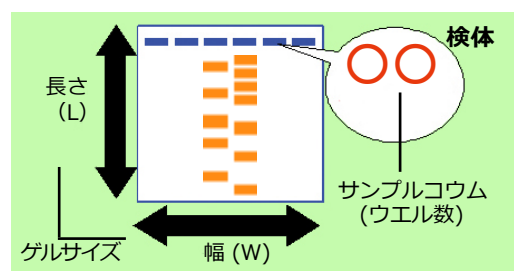 検体
長さ
(L)
サンプルコウム
(ウエル数)
ゲルサイズ
幅 (W)